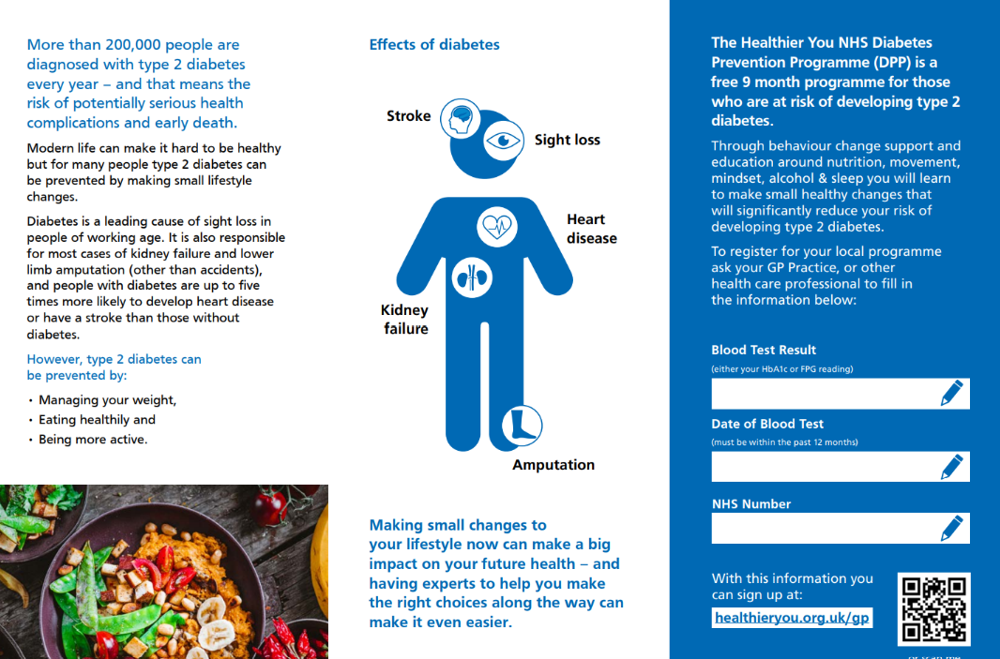 More than 200,000 people are
diagnosed with type 2 diabetes
every year – and that means the
risk of potentially serious health
complications and early death.
Modern life can make it hard to be healthy
but for many people type 2 diabetes can
be prevented by making small lifestyle
changes.
Diabetes is a leading cause of sight loss in
people of working age. It is also responsible
for most cases of kidney failure and lower
limb amputation (other than accidents),
and people with diabetes are up to five
times more likely to develop heart disease
or have a stroke than those without
diabetes.
However, type 2 diabetes can
be prevented by:
• Managing your weight,
• Eating healthily and
• Being more active.
Effects of diabetes
Stroke
Sight loss
Heart
disease
Kidney
failure
Amputation
Making small changes to
your lifestyle now can make a big
impact on your future health – and
having experts to help you make
the right choices along the way can
make it even easier.
The Healthier You NHS Diabetes
Prevention Programme (DPP) is a
free 9 month programme for those
who are at risk of developing type 2
diabetes.
Through behaviour change support and
education around nutrition, movement,
mindset, alcohol & sleep you will learn
to make small healthy changes that
will significantly reduce your risk of
developing type 2 diabetes.
To register for your local programme
ask your GP Practice, or other
health care professional to fill in
the information below:
Blood Test Result
(either your HbA1c or FPG reading)
Date of Blood Test
(must be within the past 12 months)
NHS Number
With this information you
can sign up at:
healthieryou.org.uk/gp